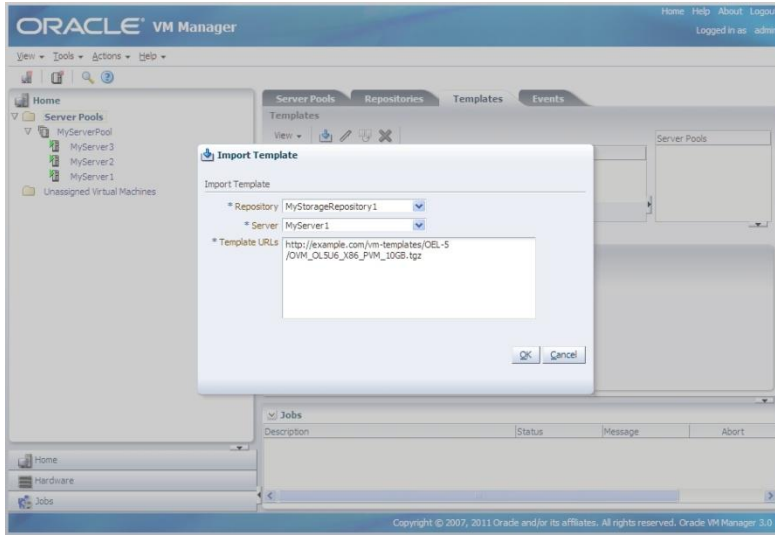 Home Help About Logou
ORACLE VM Manager
Logged in as admi
View Tools Actions Help
Home
Server Pools
MyServerPool
MyServer3
MyServer2
MyServer1
Unassigned Virtual Machines
Server Pools Repositories Templates Events
Templates
View
Server Pools
Import Template
Import Template
* Repository MyStorageRepository1
* Server MyServer1
* Template URLs http://example.com/vm-templates/OEL-5
/OVM_OL5U6_X86_PVM_10GB.tgz
OK Cancel
Jobs
Description Status Message Abort
Home
Hardware
Jobs
Copyright © 2007, 2011 Oracle and/or its affiliates. All rights reserved. Oracle VM Manager 3.0